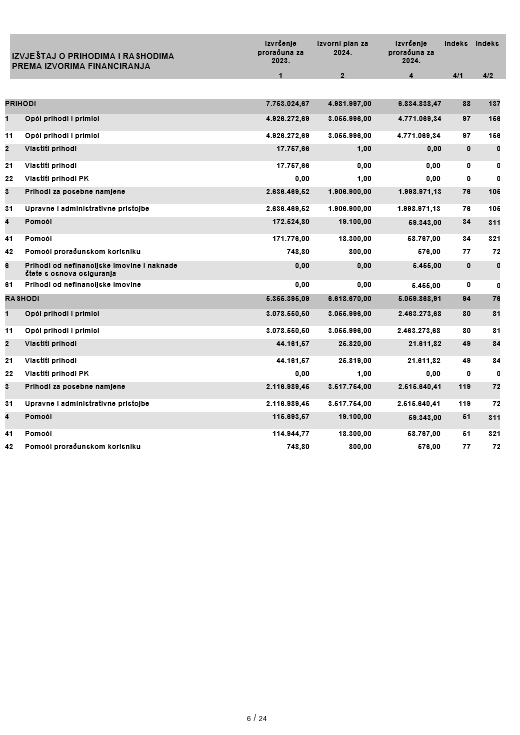 IZVJEŠTAJ O PRIHODIMA I RASHODIMA
PREMA IZVORIMA FINANCIRANJA
Izvršenje proračuna za 2023. Izvorni plan za 2024. Izvršenje proračuna za 2024. Indeks Indeks
1 2 4 4/1 4/2
PRIHODI 7.753.024,67 4.981.997,00 6.834.838,47 88 137
1 Opći prihodi i primici 4.926.272,69 3.055.996,00 4.771.069,34 97 156
11 Opći prihodi i primici 4.926.272,69 3.055.996,00 4.771.069,34 97 156
2 Vlastiti prihodi 17.757,66 1,00 0,00 0 0
21 Vlastiti prihodi 17.757,66 0,00 0,00 0 0
22 Vlastiti prihodi PK 0,00 1,00 0,00 0 0
3 Prihodi za posebne namjene 2.636.469,52 1.906.900,00 1.998.971,13 76 105
31 Upravne i administrativne pristojbe 2.636.469,52 1.906.900,00 1.998.971,13 76 105
4 Pomoći 172.524,80 19.100,00 59.343,00 34 311
41 Pomoći 171.776,00 18.300,00 58.767,00 34 321
42 Pomoći proračunskom korisniku 748,80 800,00 576,00 77 72
6 Prihodi od nefinancijske imovine i naknade
štete s osnova osiguranja 0,00 0,00 5.455,00 0 0
61 Prihodi od nefinancijske imovine 0,00 0,00 5.455,00 0 0
RASHODI 5.355.395,09 6.618.670,00 5.059.868,91 94 76
1 Opći prihodi i primici 3.078.550,50 3.055.996,00 2.463.273,68 80 81
11 Opći prihodi i primici 3.078.550,50 3.055.996,00 2.463.273,68 80 81
2 Vlastiti prihodi 44.161,57 25.820,00 21.611,82 49 84
21 Vlastiti prihodi 44.161,57 25.819,00 21.611,82 49 84
22 Vlastiti prihodi PK 0,00 1,00 0,00 0 0
3 Prihodi za posebne namjene 2.116.989,45 3.517.754,00 2.515.640,41 119 72
31 Upravne i administrativne pristojbe 2.116.989,45 3.517.754,00 2.515.640,41 119 72
4 Pomoći 115.693,57 19.100,00 59.343,00 51 311
41 Pomoći 114.944,77 18.300,00 58.767,00 51 321
42 Pomoći proračunskom korisniku 748,80 800,00 576,00 77 72
6 / 24